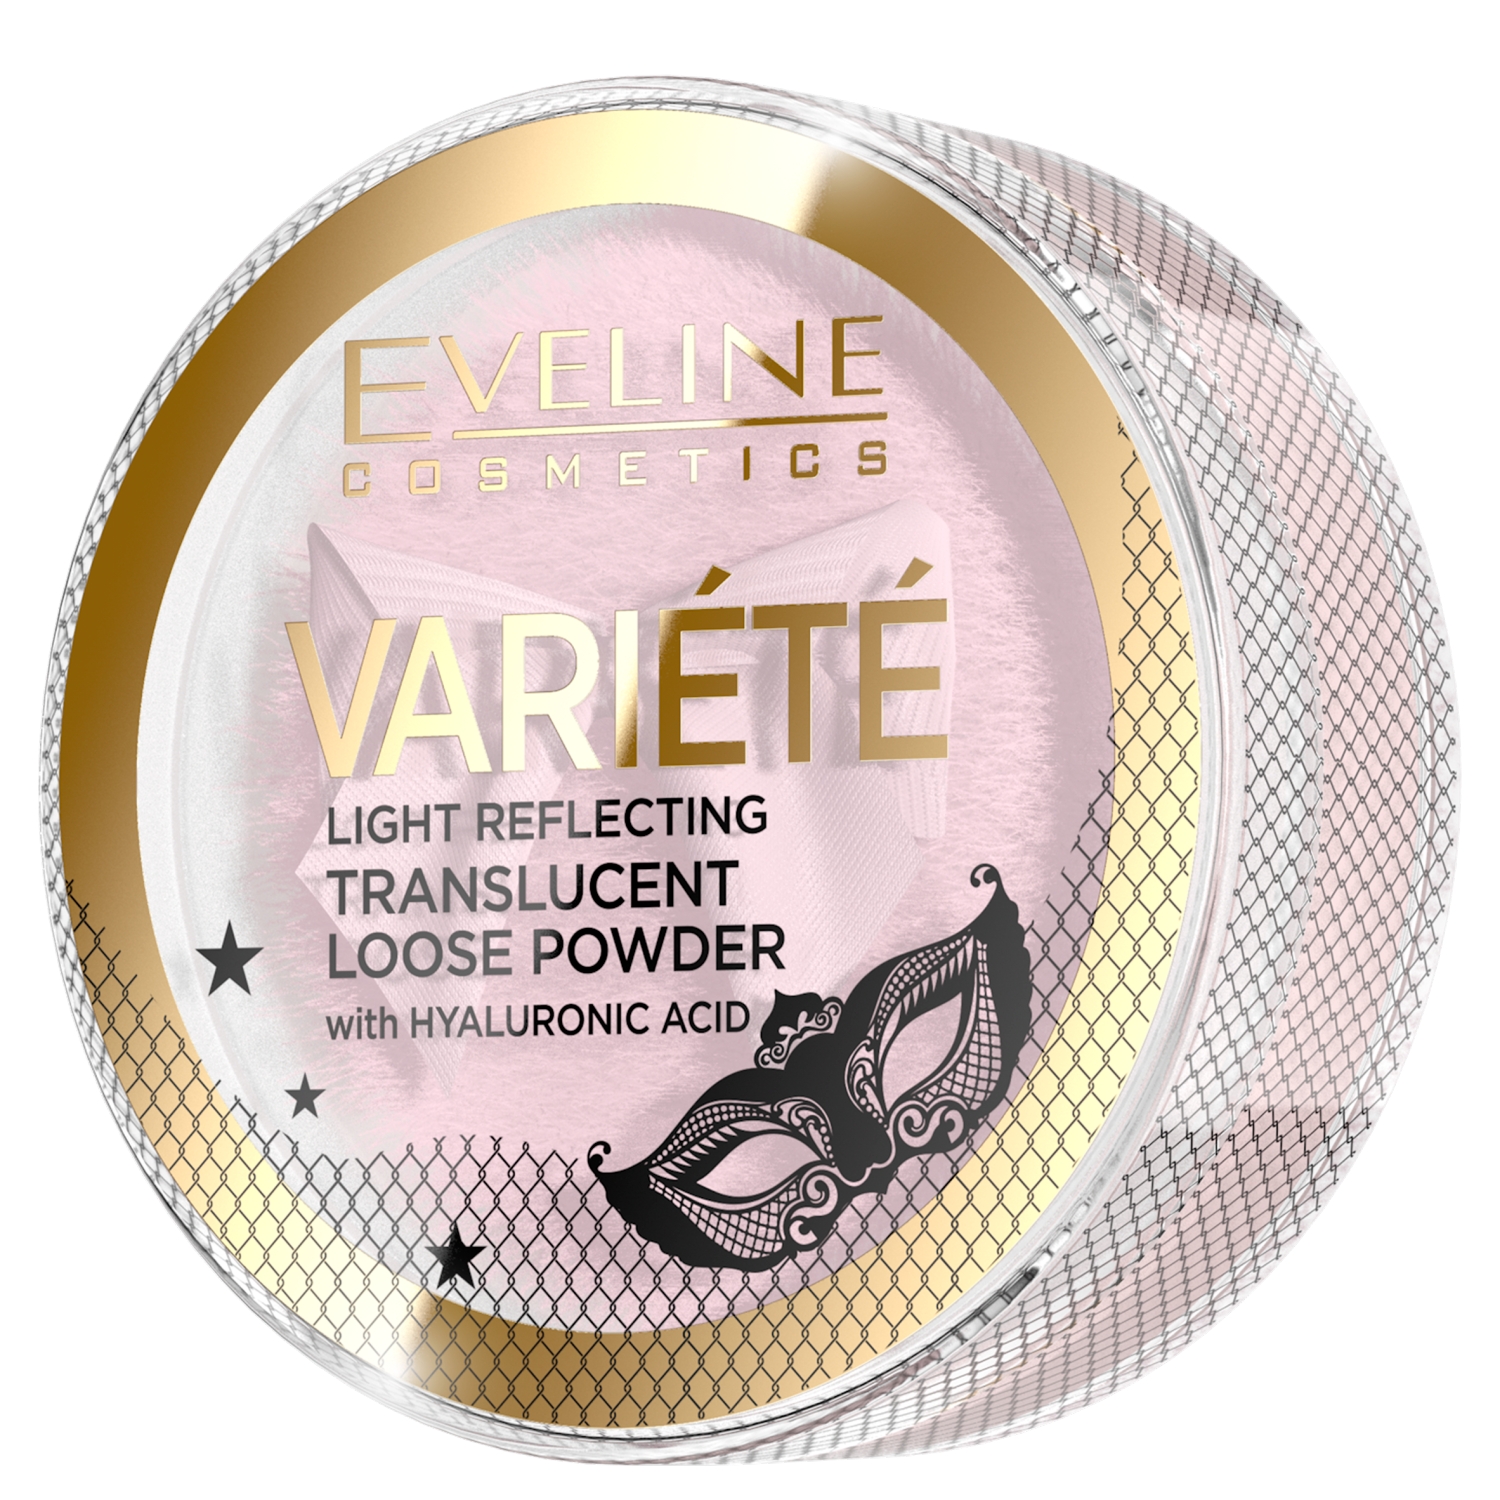 EVELINE
COSMETICS
VARIÉTÉ
LIGHT REFLECTING
TRANSLUCENT
LOOSE POWDER
with HYALURONIC ACID